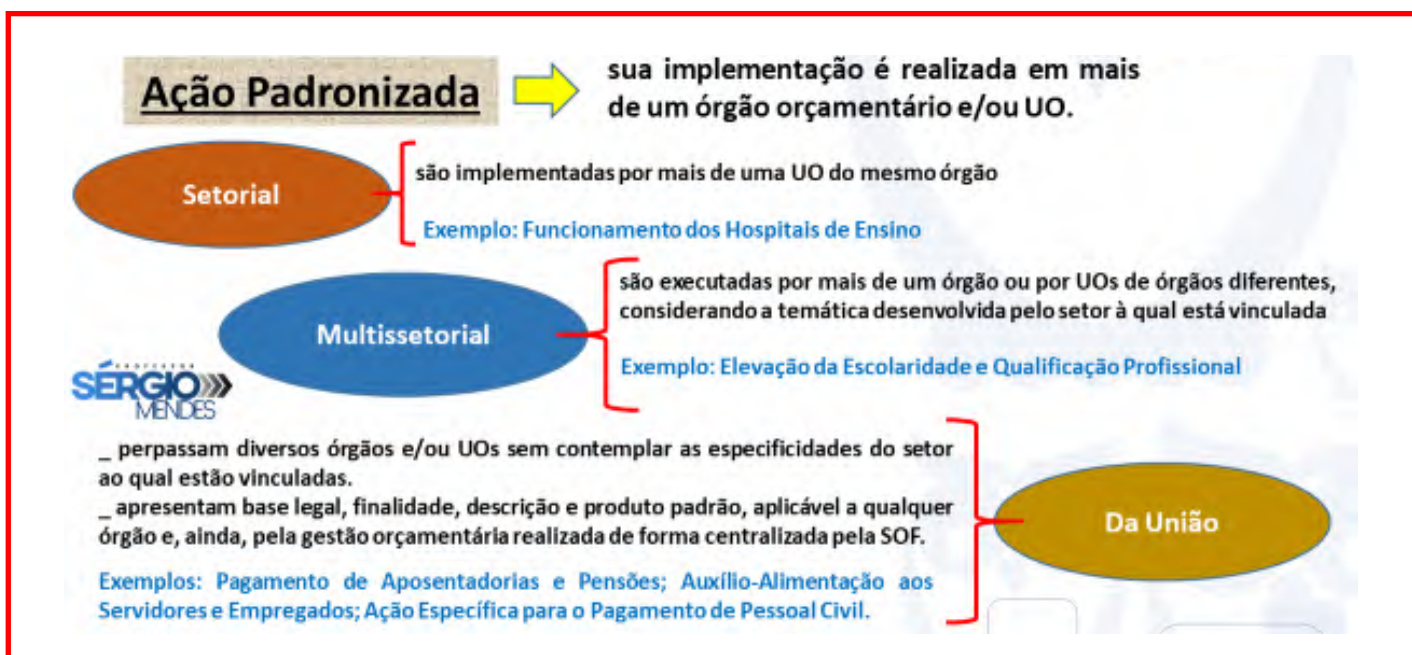 Ação Padronizada
sua implementação é realizada em mais
de um órgão orçamentário e/ou UO.
Setorial
são implementadas por mais de uma UO do mesmo órgão
Exemplo: Funcionamento dos Hospitais de Ensino
Multissetorial
são executadas por mais de um órgão ou por UOs de órgãos diferentes,
considerando a temática desenvolvida pelo setor à qual está vinculada
Exemplo: Elevação da Escolaridade e Qualificação Profissional
PROFESSOR
SÉRGIO
MENDES
_ perpassam diversos órgãos e/ou UOs sem contemplar as especificidades do setor
ao qual estão vinculadas.
_ apresentam base legal, finalidade, descrição e produto padrão, aplicável a qualquer
órgão e, ainda, pela gestão orçamentária realizada de forma centralizada pela SOF.
Exemplos: Pagamento de Aposentadorias e Pensões; Auxílio-Alimentação aos
Servidores e Empregados; Ação Específica para o Pagamento de Pessoal Civil.
Da União